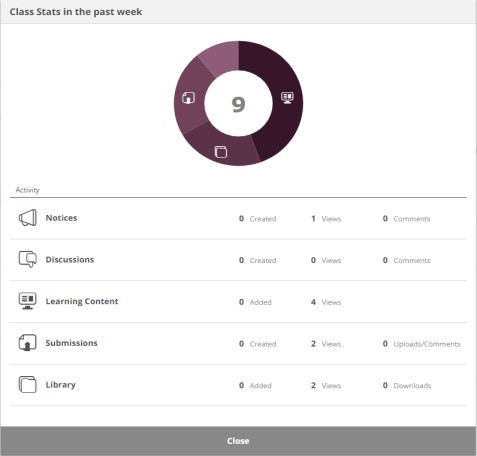 Class Stats in the past week
9
Activity
Notices 0 Created 1 Views 0 Comments
Discussions 0 Created 0 Views 0 Comments
Learning Content 0 Added 4 Views
Submissions 0 Created 2 Views 0 Uploads/Comments
Library 0 Added 2 Views 0 Downloads
Close